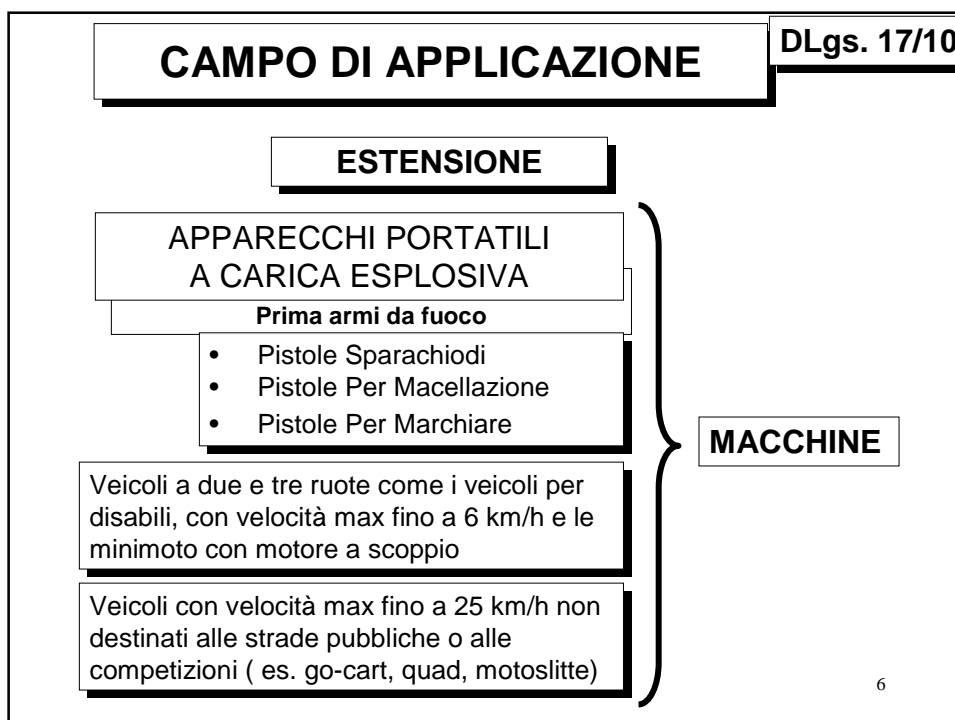 CAMPO DI APPLICAZIONE
DLgs. 17/10
ESTENSIONE
APPARECCHI PORTATILI
A CARICA ESPLOSIVA
Prima armi da fuoco
• Pistole Sparachiodi
• Pistole Per Macellazione
• Pistole Per Marchiare
MACCHINE
Veicoli a due e tre ruote come i veicoli per
disabili, con velocità max fino a 6 km/h e le
minimoto con motore a scoppio
Veicoli con velocità max fino a 25 km/h non
destinati alle strade pubbliche o alle
competizioni ( es. go-cart, quad, motoslitte)
6